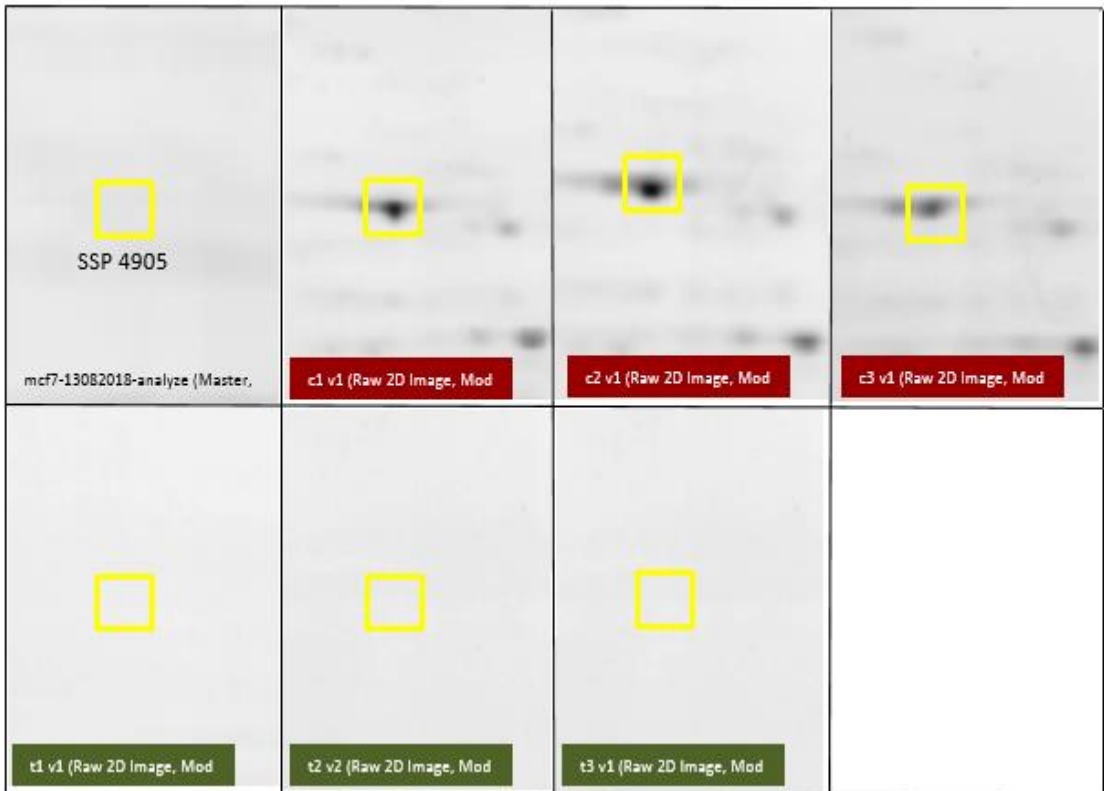 SSP 4905
mcf7-13082018-analyze (Master,
c1 v1 (Raw 2D Image, Mod
c2 v1 (Raw 2D Image, Mod
c3 v1 (Raw 2D Image, Mod
t1 v1 (Raw 2D Image, Mod
t2 v2 (Raw 2D Image, Mod
t3 v1 (Raw 2D Image, Mod